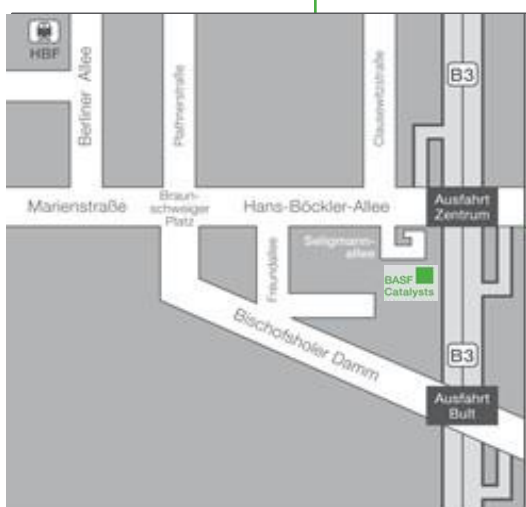 HBF
Berliner Allee
Plathnerstraße
Clausewitzstraße
B3
Marienstraße
Braun-
schweiger
Platz
Hans-Böckler-Allee
Ausfahrt
Zentrum
Seligmann-
allee
Freundallee
BASF
Catalysts
Bischofsholer Damm
B3
Ausfahrt
Bult